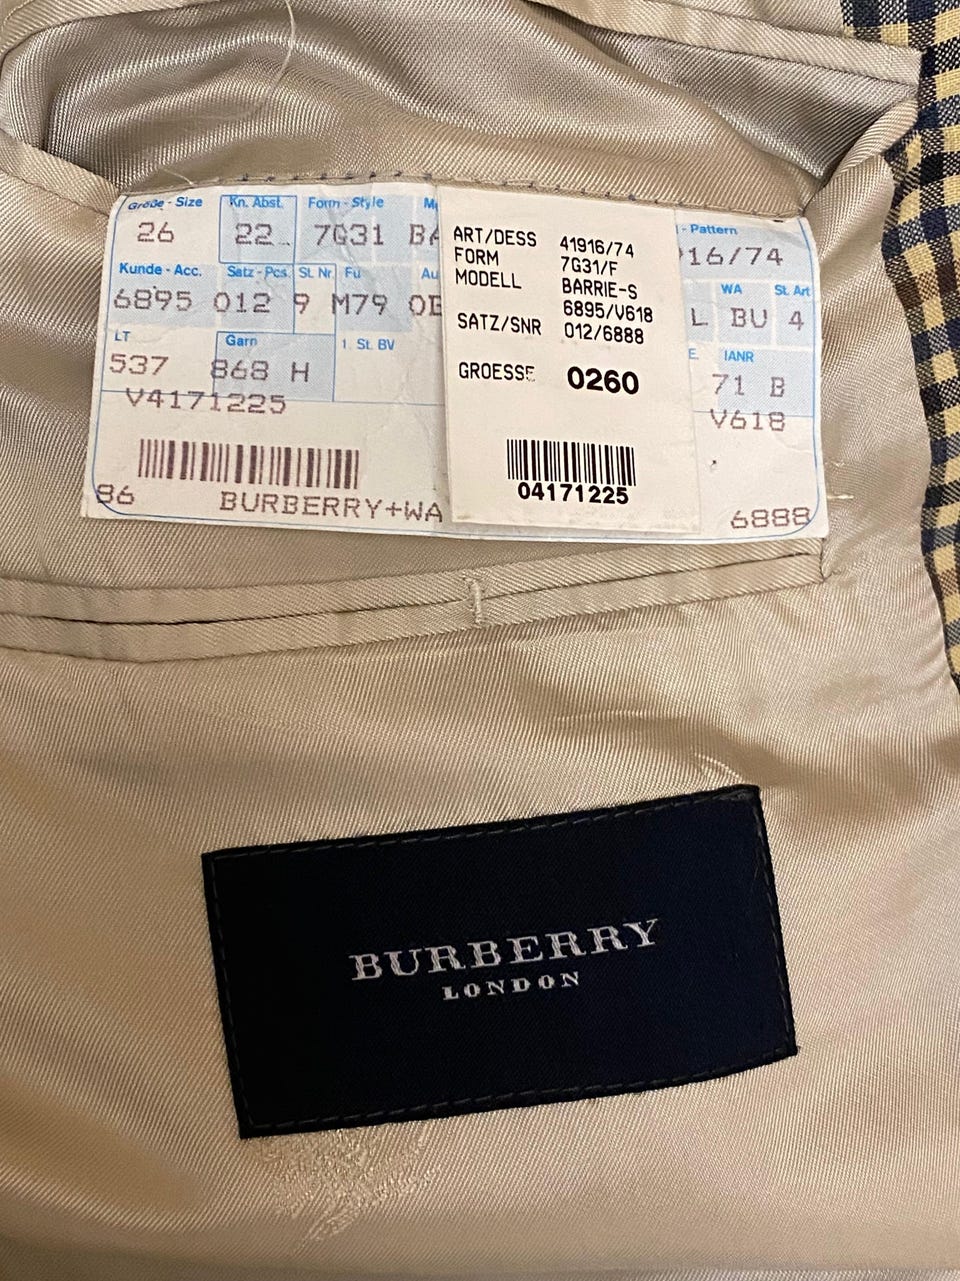 Größe - Size Kn. Abst. Form - Style
26 22 7G31
Kunde - Acc. Satz - Pcs. St. Nr. Fu Au
6895 012 9 M79
LT Garn 1. St. BV
537 868 H
V4171225
86 BURBERRY+WA
ART/DESS 41916/74
FORM 7G31/F
MODELL BARRIE-S
6895/V618
SATZ/SNR 012/6888
GROESSE 0260
04171225
- Pattern
16/74
WA St. Art
L BU 4
E. IANR
71 B
V618
6888
BURBERRY
LONDON